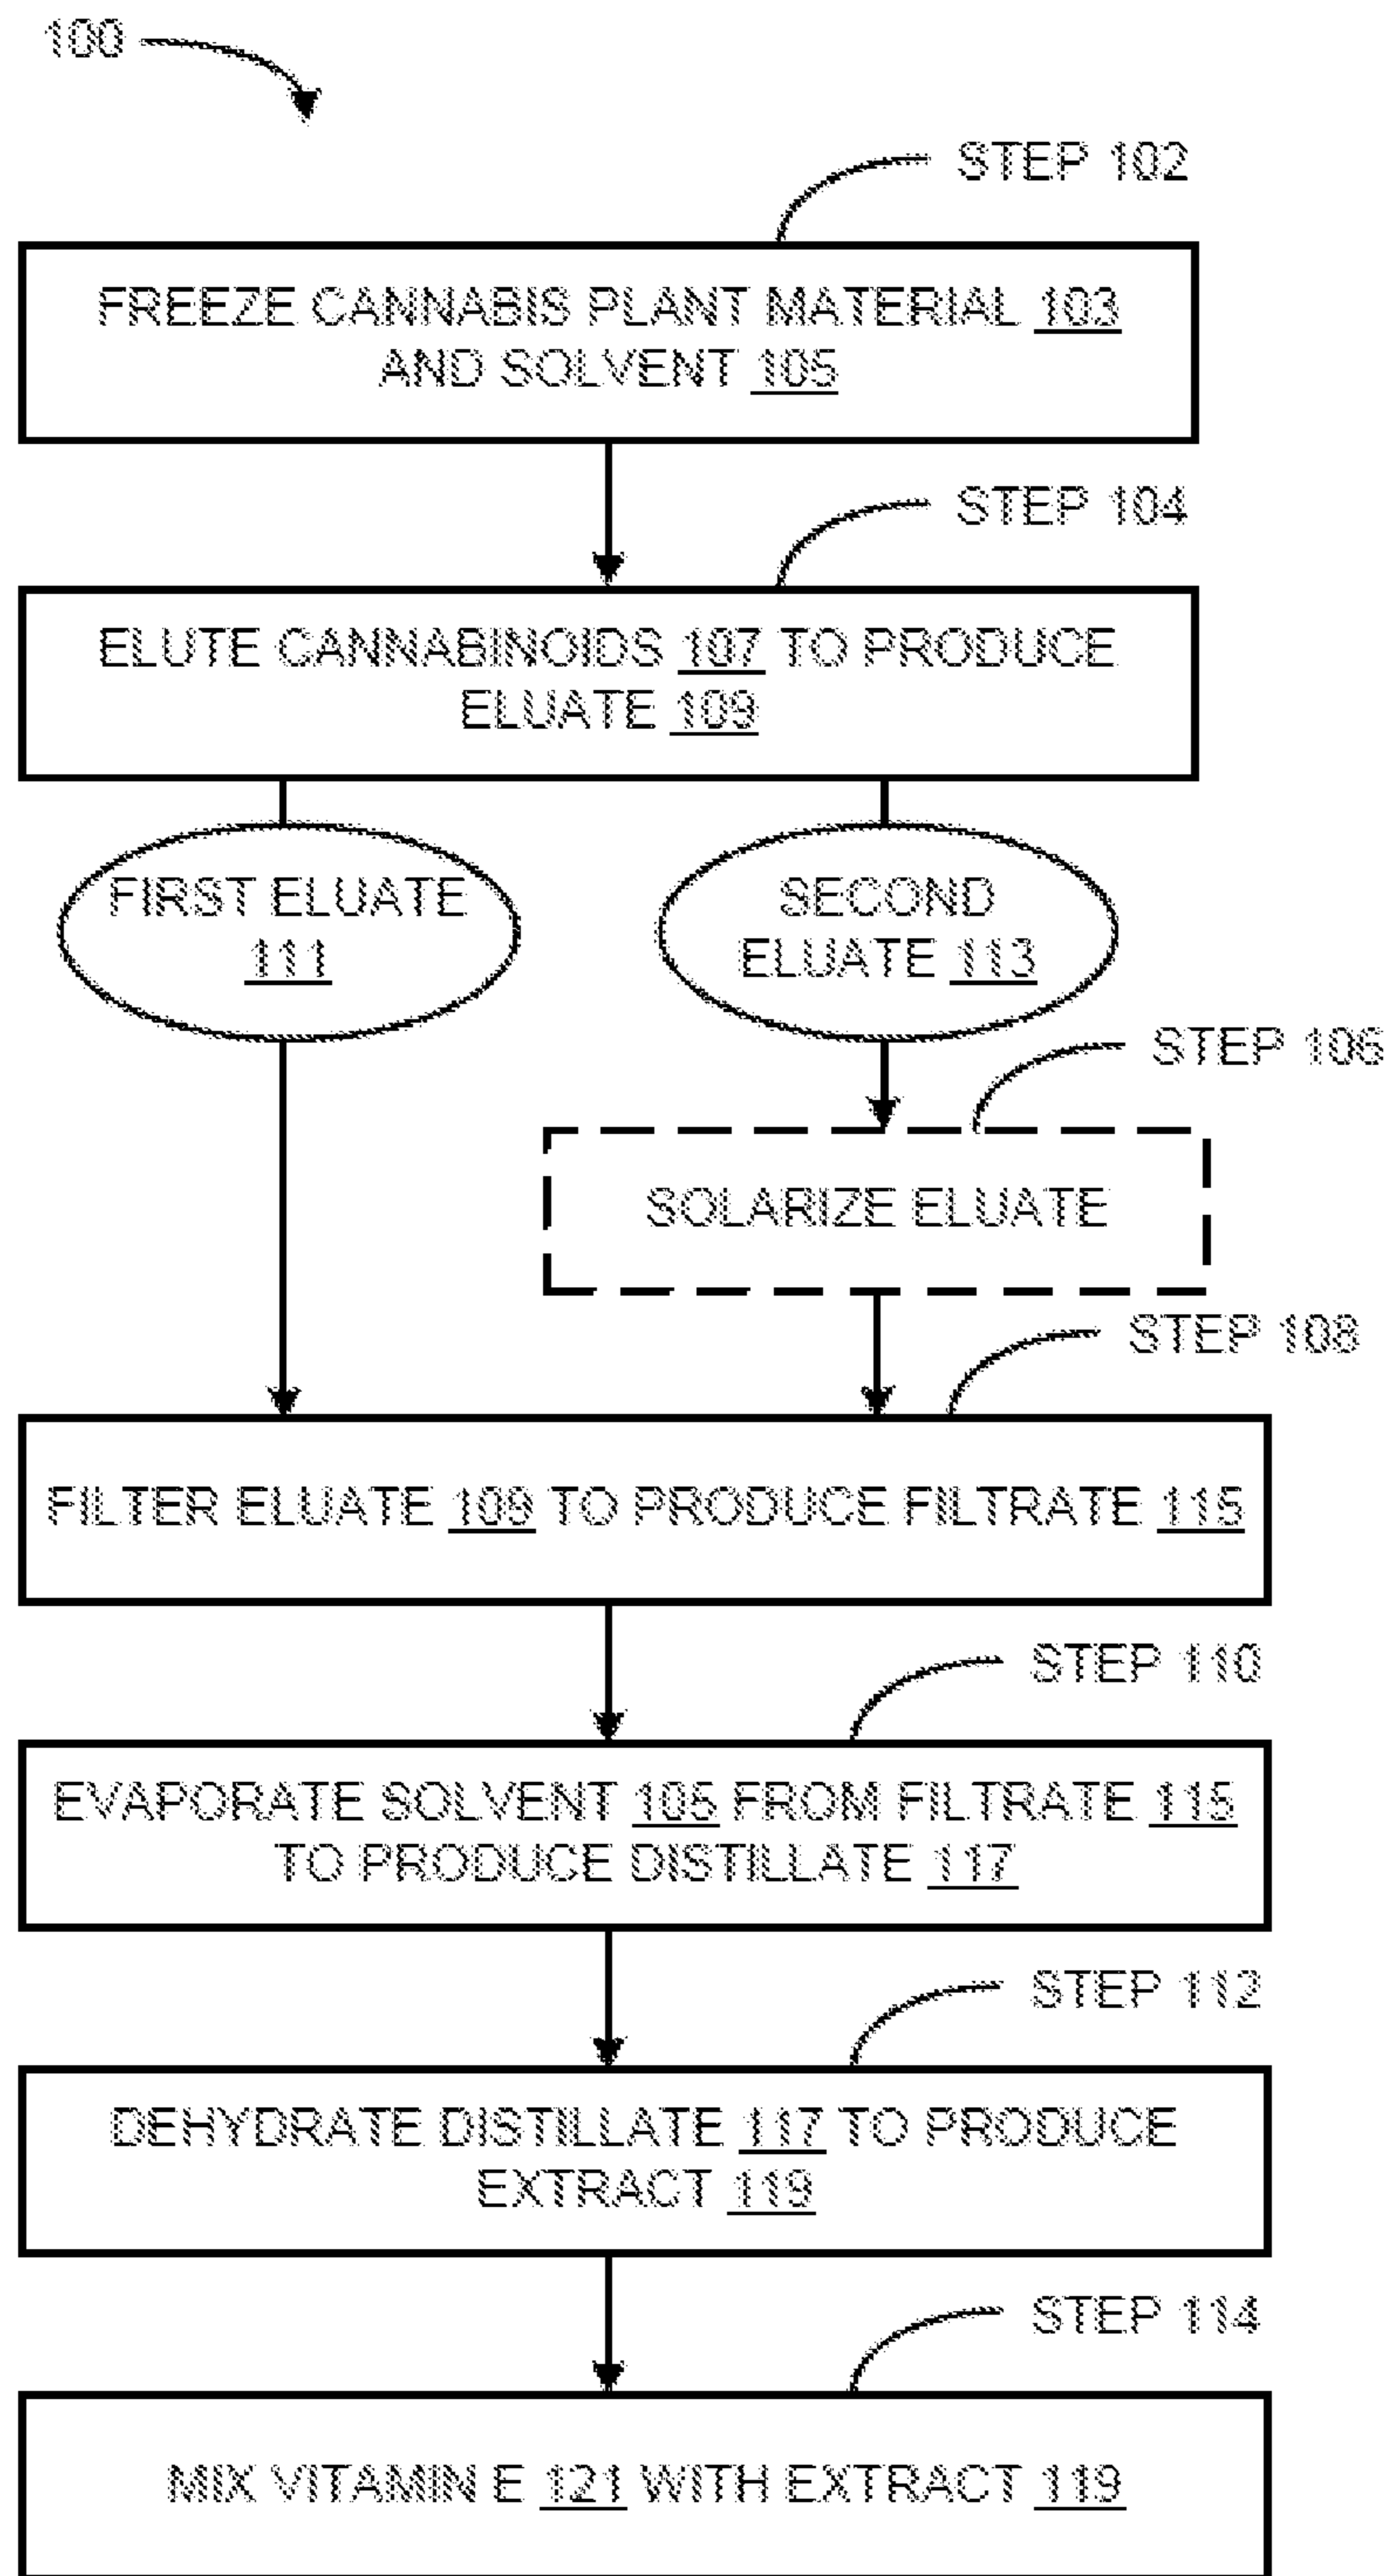 100
STEP 102
FREEZE CANNABIS PLANT MATERIAL 103
AND SOLVENT 105
STEP 104
ELUTE CANNABINOIDS 107 TO PRODUCE
ELUATE 109
FIRST ELUATE
111
SECOND
ELUATE 113
STEP 106
SOLARIZE ELUATE
STEP 108
FILTER ELUATE 109 TO PRODUCE FILTRATE 115
STEP 110
EVAPORATE SOLVENT 105 FROM FILTRATE 115
TO PRODUCE DISTILLATE 117
STEP 112
DEHYDRATE DISTILLATE 117 TO PRODUCE
EXTRACT 119
STEP 114
MIX VITAMIN E 121 WITH EXTRACT 119